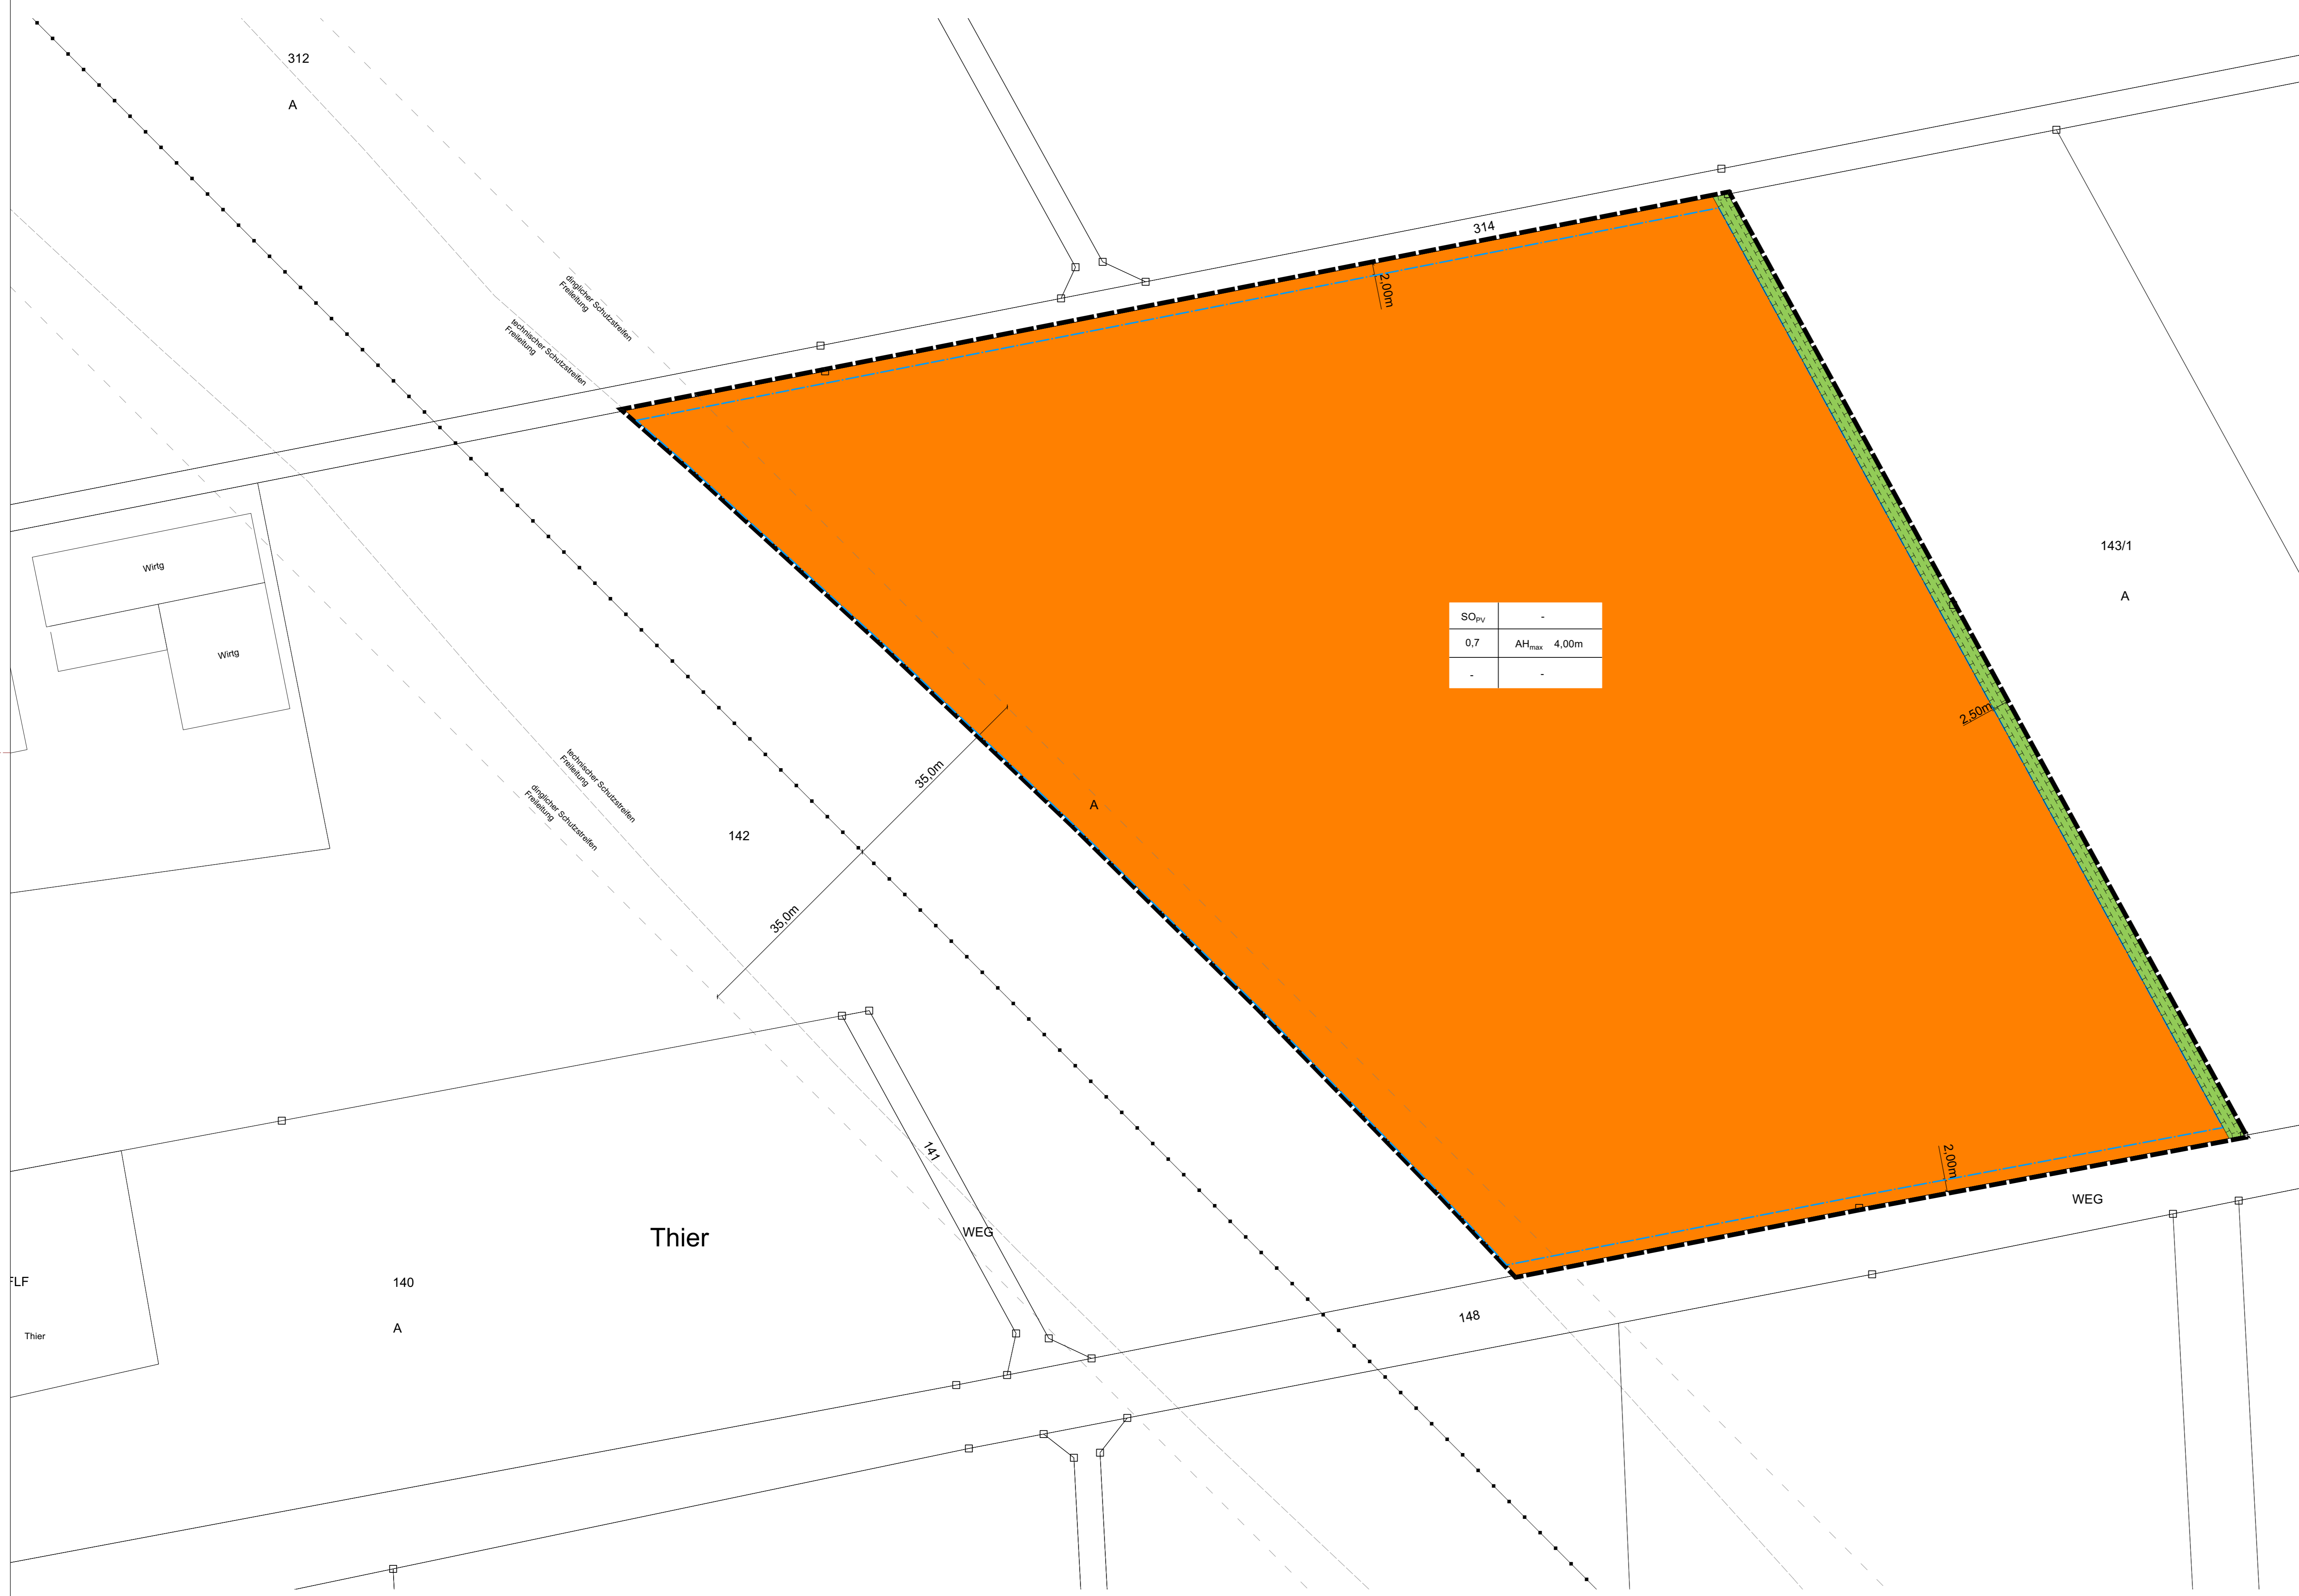 312
A
314
2,00m
dinglicher Schutzstreifen
Freileitung
technischer Schutzstreifen
Freileitung
Wirtg
Wirtg
143/1
A
SOPV -
0,7 AHmax 4,00m
- -
2,50m
35,0m
A
technischer Schutzstreifen
Freileitung
dinglicher Schutzstreifen
Freileitung
142
35,0m
141
2,00m
WEG
WEG
Thier
140
A
FLF
Thier
148